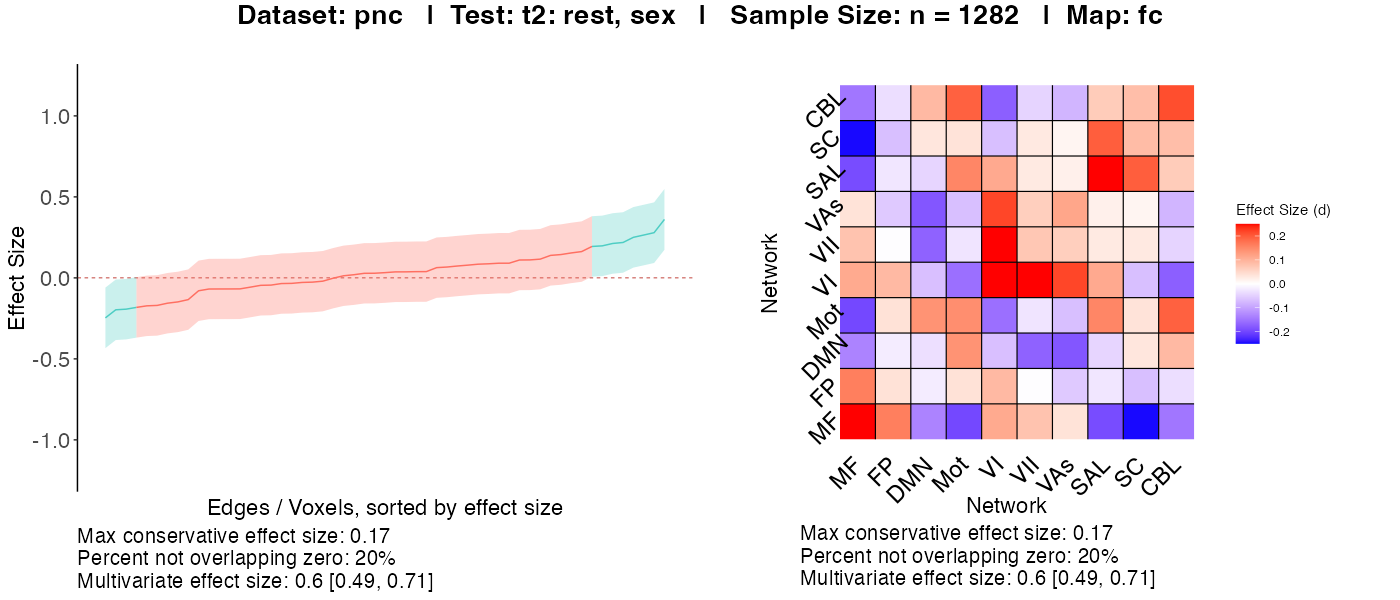 Dataset: pnc | Test: t2: rest, sex | Sample Size: n = 1282 | Map: fc
Effect Size
1.0
0.5
0.0
-0.5
-1.0
Edges / Voxels, sorted by effect size
Max conservative effect size: 0.17
Percent not overlapping zero: 20%
Multivariate effect size: 0.6 [0.49, 0.71]
Network
CBL
SC
SAL
VAs
VII
VI
Mot
DMN
FP
MF
MF FP DMN Mot VI VII VAs SAL SC CBL
Network
Max conservative effect size: 0.17
Percent not overlapping zero: 20%
Multivariate effect size: 0.6 [0.49, 0.71]
Effect Size (d)
0.2
0.1
0.0
-0.1
-0.2